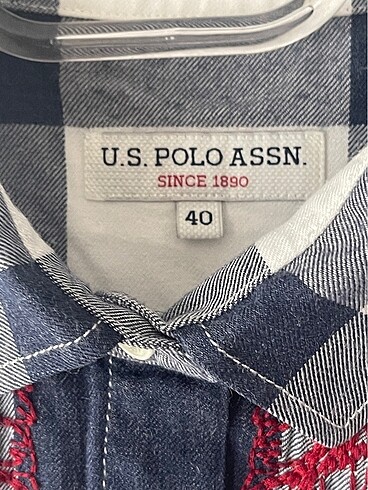 U.S. POLO ASSN.
SINCE 1890
40